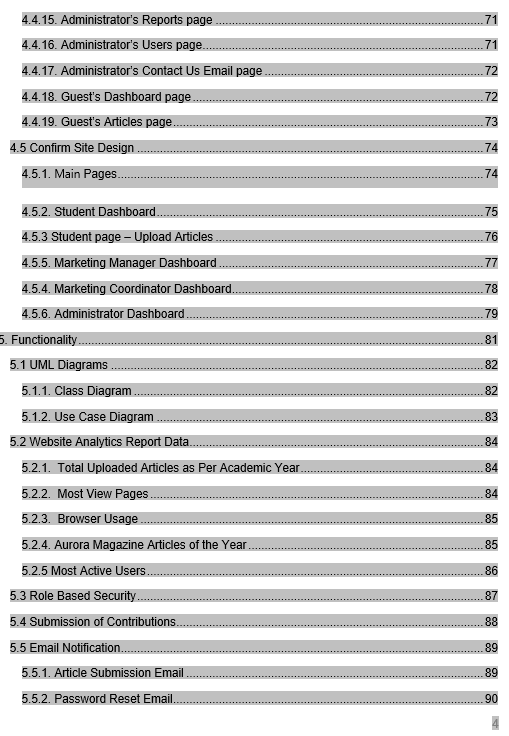 4.4.15. Administrator's Reports page 71
4.4.16. Administrator's Users page 71
4.4.17. Administrator's Contact Us Email page 72
4.4.18. Guest's Dashboard page 72
4.4.19. Guest's Articles page 73
4.5 Confirm Site Design 74
4.5.1. Main Pages 74
4.5.2. Student Dashboard 75
4.5.3 Student page – Upload Articles 76
4.5.5. Marketing Manager Dashboard 77
4.5.4. Marketing Coordinator Dashboard 78
4.5.6. Administrator Dashboard 79
5. Functionality 81
5.1 UML Diagrams 82
5.1.1. Class Diagram 82
5.1.2. Use Case Diagram 83
5.2 Website Analytics Report Data 84
5.2.1. Total Uploaded Articles as Per Academic Year 84
5.2.2. Most View Pages 84
5.2.3. Browser Usage 85
5.2.4. Aurora Magazine Articles of the Year 85
5.2.5 Most Active Users 86
5.3 Role Based Security 87
5.4 Submission of Contributions 88
5.5 Email Notification 89
5.5.1. Article Submission Email 89
5.5.2. Password Reset Email 90
4